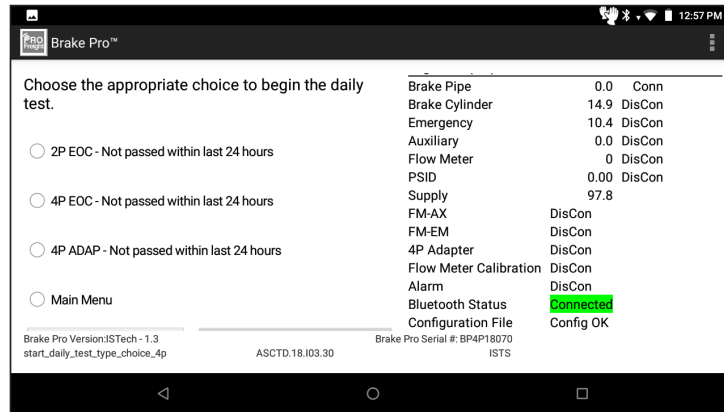 12:57 PM
PRO
Freight
Brake Pro™
Choose the appropriate choice to begin the daily
test.
2P EOC - Not passed within last 24 hours
4P EOC - Not passed within last 24 hours
4P ADAP - Not passed within last 24 hours
Main Menu
Brake Pipe 0.0 Conn
Brake Cylinder 14.9 DisCon
Emergency 10.4 DisCon
Auxiliary 0.0 DisCon
Flow Meter 0 DisCon
PSID 0.00 DisCon
Supply 97.8
FM-AX DisCon
FM-EM DisCon
4P Adapter DisCon
Flow Meter Calibration DisCon
Alarm DisCon
Bluetooth Status Connected
Configuration File Config OK
Brake Pro Version:ISTech - 1.3 Brake Pro Serial #: BP4P18070
start_daily_test_type_choice_4p ASCTD.18.I03.30 ISTS